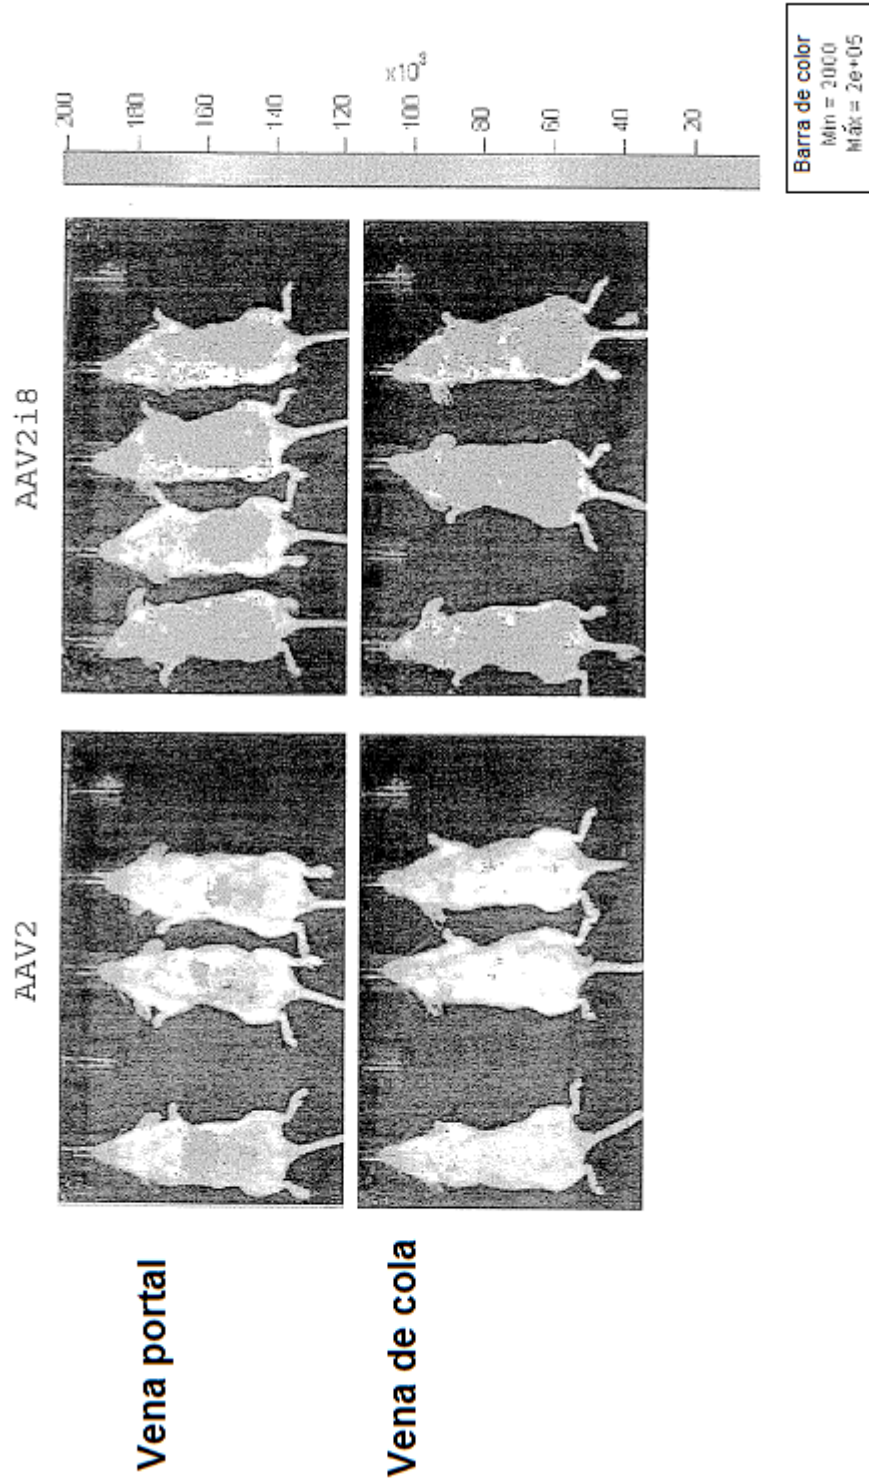 AAV2
AAV2i8
Vena portal
Vena de cola
200
180
160
140
120
x10³
100
80
60
40
20
Barra de color
Min = 2000
Máx = 2e+05